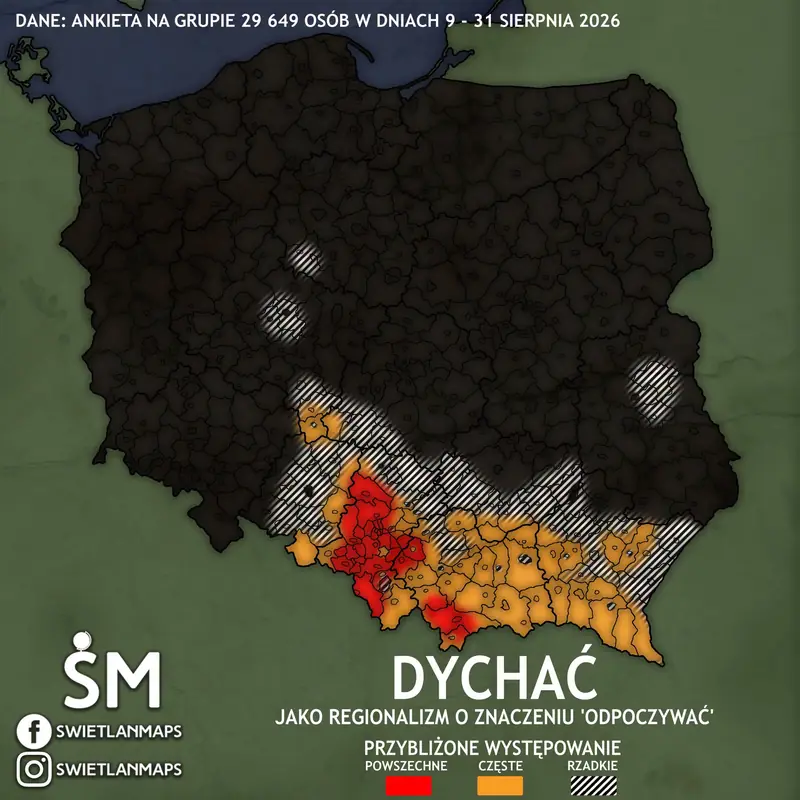 DANE: ANKIETA NA GRUPIE 29 649 OSÓB W DNIACH 9 - 31 SIERPNIA 2026
ŚM
SWIETLANMAPS
SWIETLANMAPS
DYCHAĆ
JAKO REGIONALIZM O ZNACZENIU 'ODPOCZYWAĆ'
PRZYBLIŻONE WYSTĘPOWANIE
POWSZECHNE CZĘSTE RZADKIE